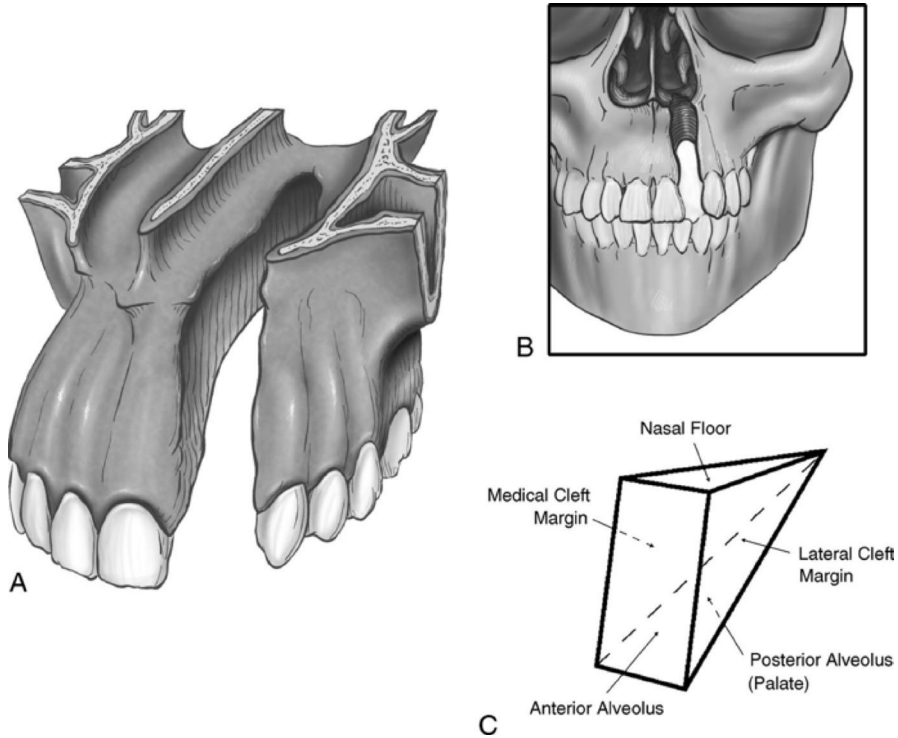 A
B
Nasal Floor
Medical Cleft
Margin
Lateral Cleft
Margin
Posterior Alveolus
(Palate)
Anterior Alveolus
C